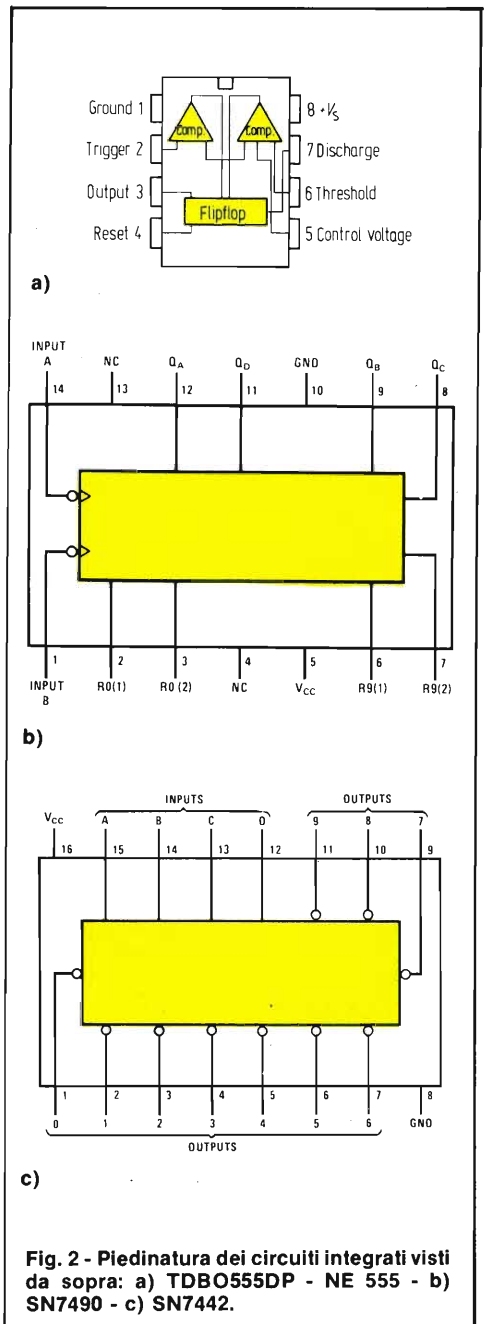 Ground 1
8 +Vs
Comp.
Comp.
Trigger 2
7 Discharge
Output 3
6 Threshold
Flipflop
Reset 4
5 Control voltage
a)
INPUT
A NC QA QD GND QB QC
14 13 12 11 10 9 8
1 2 3 4 5 6 7
INPUT R0(1) R0(2) NC VCC R9(1) R9(2)
B
b)
INPUTS OUTPUTS
VCC A B C D 9 8 7
16 15 14 13 12 11 10 9
1 2 3 4 5 6 7 8
0 1 2 3 4 5 6 GND
OUTPUTS
c)
Fig. 2 - Piedinatura dei circuiti integrati visti
da sopra: a) TDBO555DP - NE 555 - b)
SN7490 - c) SN7442.